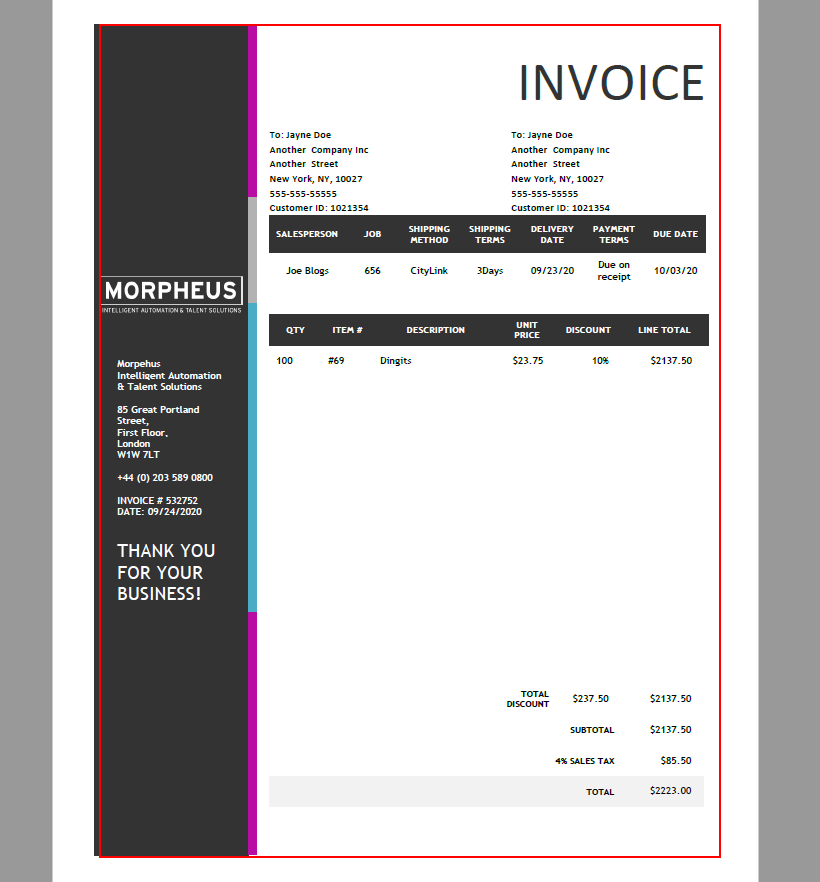 INVOICE
To: Jayne Doe
Another Company Inc
Another Street
New York, NY, 10027
555-555-55555
Customer ID: 1021354
To: Jayne Doe
Another Company Inc
Another Street
New York, NY, 10027
555-555-55555
Customer ID: 1021354
SALESPERSON JOB SHIPPING METHOD SHIPPING TERMS DELIVERY DATE PAYMENT TERMS DUE DATE
Joe Blogs 656 CityLink 3Days 09/23/20 Due on receipt 10/03/20
MORPHEUS
INTELLIGENT AUTOMATION & TALENT SOLUTIONS
QTY ITEM # DESCRIPTION UNIT PRICE DISCOUNT LINE TOTAL
100 #69 Dingits $23.75 10% $2137.50
Morpehus
Intelligent Automation
& Talent Solutions
85 Great Portland
Street,
First Floor,
London
W1W 7LT
+44 (0) 203 589 0800
INVOICE # 532752
DATE: 09/24/2020
THANK YOU
FOR YOUR
BUSINESS!
TOTAL DISCOUNT $237.50 $2137.50
SUBTOTAL $2137.50
4% SALES TAX $85.50
TOTAL $2223.00